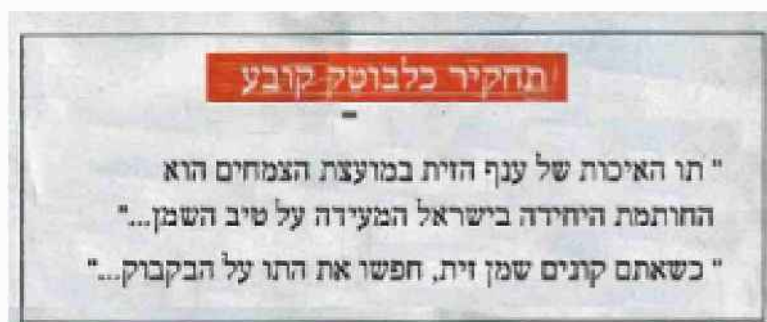 תחקיר כלבוטק קובע
" תו האיכות של ענף הזית במועצת הצמחים הוא
החותמת היחידה בישראל המעידה על טיב השמן..."
" כשאתם קונים שמן זית, חפשו את התו על הבקבוק..."